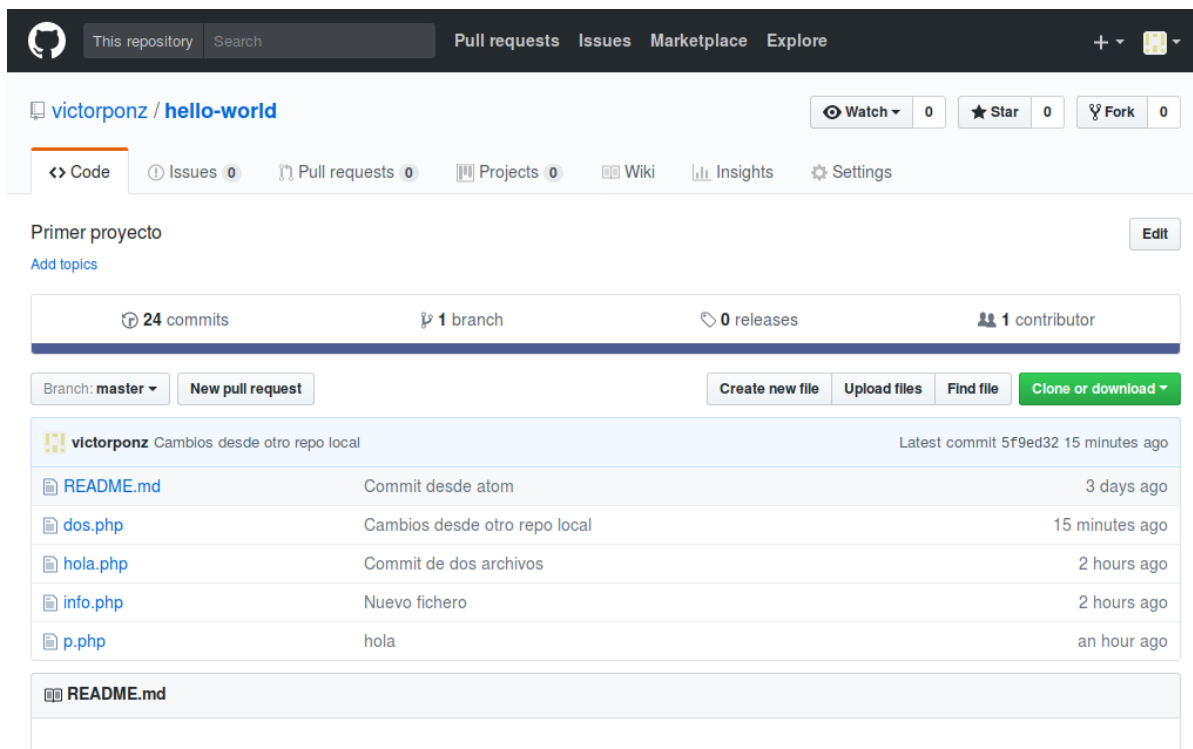 This repository Search Pull requests Issues Marketplace Explore
victorponz / hello-world Watch 0 Star 0 Fork 0
Code Issues 0 Pull requests 0 Projects 0 Wiki Insights Settings
Primer proyecto Edit
Add topics
24 commits 1 branch 0 releases 1 contributor
Branch: master New pull request Create new file Upload files Find file Clone or download
victorponz Cambios desde otro repo local Latest commit 5f9ed32 15 minutes ago
README.md Commit desde atom 3 days ago
dos.php Cambios desde otro repo local 15 minutes ago
hola.php Commit de dos archivos 2 hours ago
info.php Nuevo fichero 2 hours ago
p.php hola an hour ago
README.md